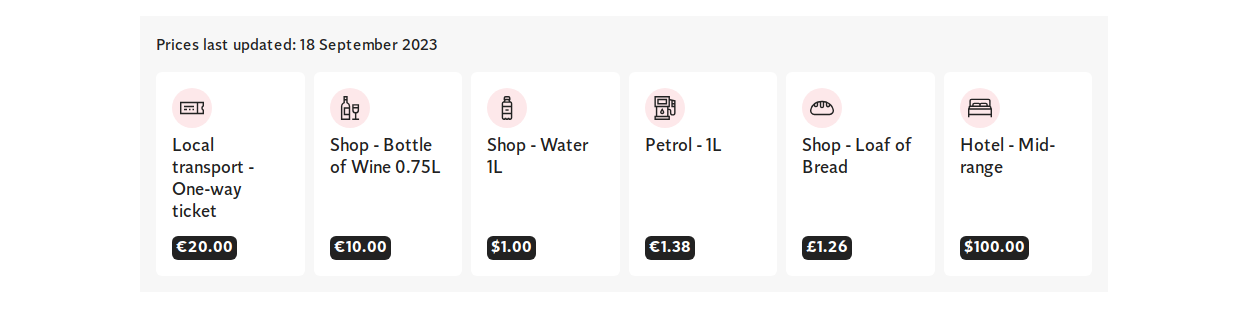 Prices last updated: 18 September 2023
Local
transport -
One-way
ticket
€20.00
Shop - Bottle
of Wine 0.75L
€10.00
Shop - Water
1L
$1.00
Petrol - 1L
€1.38
Shop - Loaf of
Bread
£1.26
Hotel - Mid-
range
$100.00